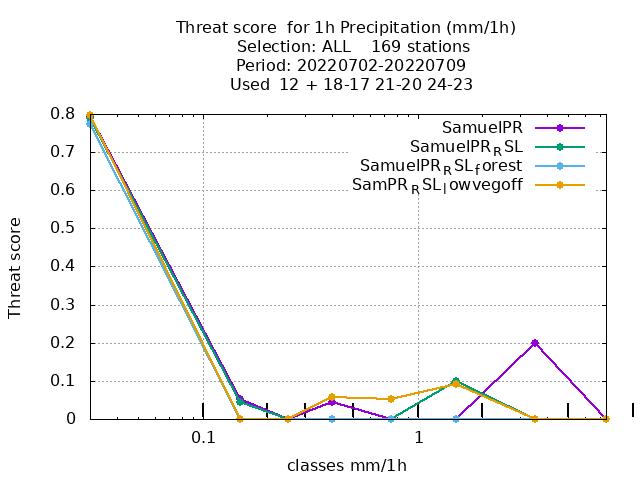 Threat score  for 1h Precipitation (mm/1h)
Selection: ALL    169 stations
Period: 20220702-20220709
Used  12 + 18-17 21-20 24-23
SamuelPR
SamuelPR_RSL
SamuelPR_RSL_forest
SamPR_RSL_lowvegoff
Threat score
0.8
0.7
0.6
0.5
0.4
0.3
0.2
0.1
0
0.1
1
classes mm/1h